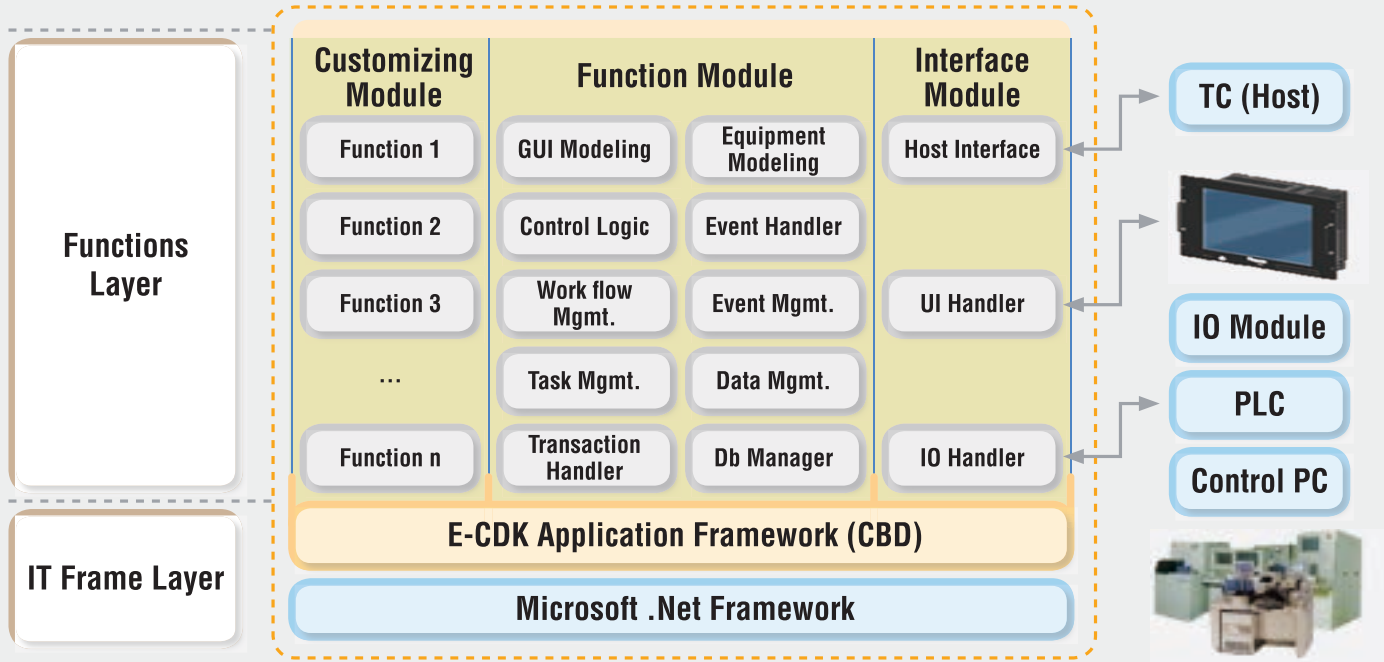 Functions
Layer
IT Frame Layer
Customizing
Module
Function 1
Function 2
Function 3
...
Function n
Function Module
GUI Modeling
Equipment
Modeling
Control Logic
Event Handler
Work flow
Mgmt.
Event Mgmt.
Task Mgmt.
Data Mgmt.
Transaction
Handler
Db Manager
Interface
Module
Host Interface
UI Handler
IO Handler
E-CDK Application Framework (CBD)
Microsoft .Net Framework
TC (Host)
IO Module
PLC
Control PC